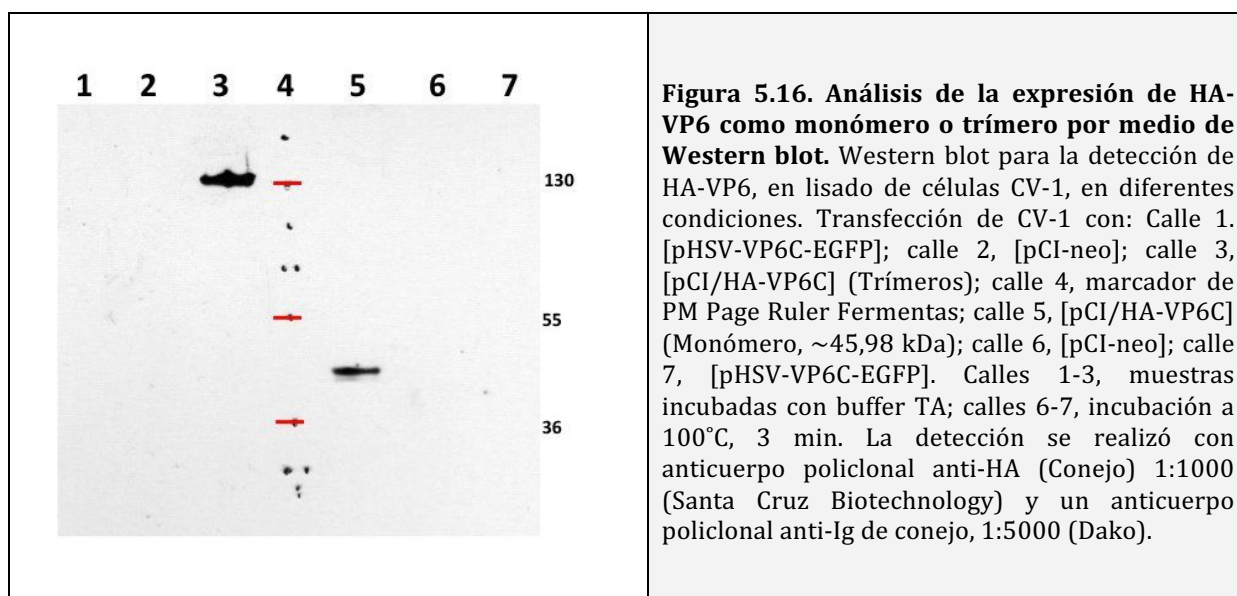 1 2 3 4 5 6 7
130
55
36
Figura 5.16. Análisis de la expresión de HA-
VP6 como monómero o trímero por medio de
Western blot. Western blot para la detección de
HA-VP6, en lisado de células CV-1, en diferentes
condiciones. Transfección de CV-1 con: Calle 1.
[pHSV-VP6C-EGFP]; calle 2, [pCI-neo]; calle 3,
[pCI/HA-VP6C] (Trímeros); calle 4, marcador de
PM Page Ruler Fermentas; calle 5, [pCI/HA-VP6C]
(Monómero, ~45,98 kDa); calle 6, [pCI-neo]; calle
7, [pHSV-VP6C-EGFP]. Calles 1-3, muestras
incubadas con buffer TA; calles 6-7, incubación a
100°C, 3 min. La detección se realizó con
anticuerpo policlonal anti-HA (Conejo) 1:1000
(Santa Cruz Biotechnology) y un anticuerpo
policlonal anti-Ig de conejo, 1:5000 (Dako).